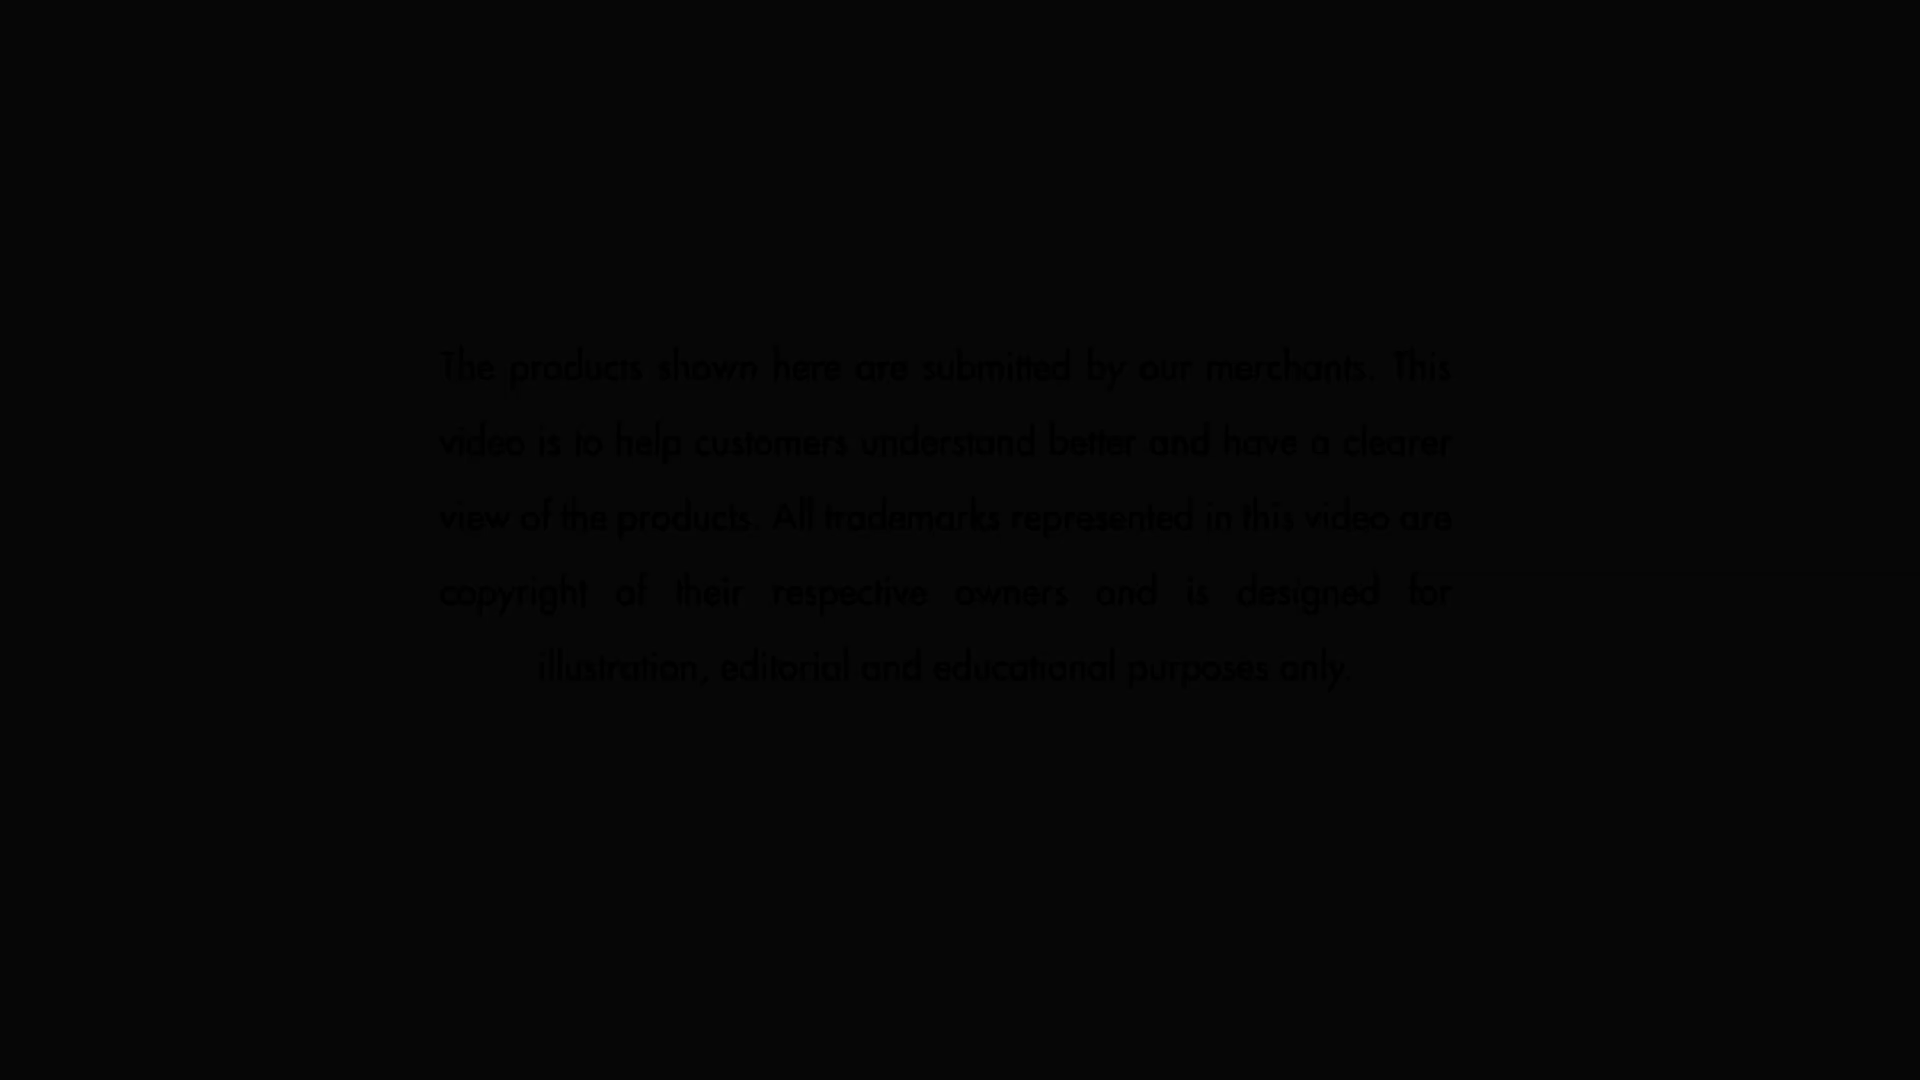 The products shown here are submitted by our merchants. This
video is to help customers understand better and have a clearer
view of the products. All trademarks represented in this video are
copyright of their respective owners and is designed for
illustration, editorial and educational purposes only.